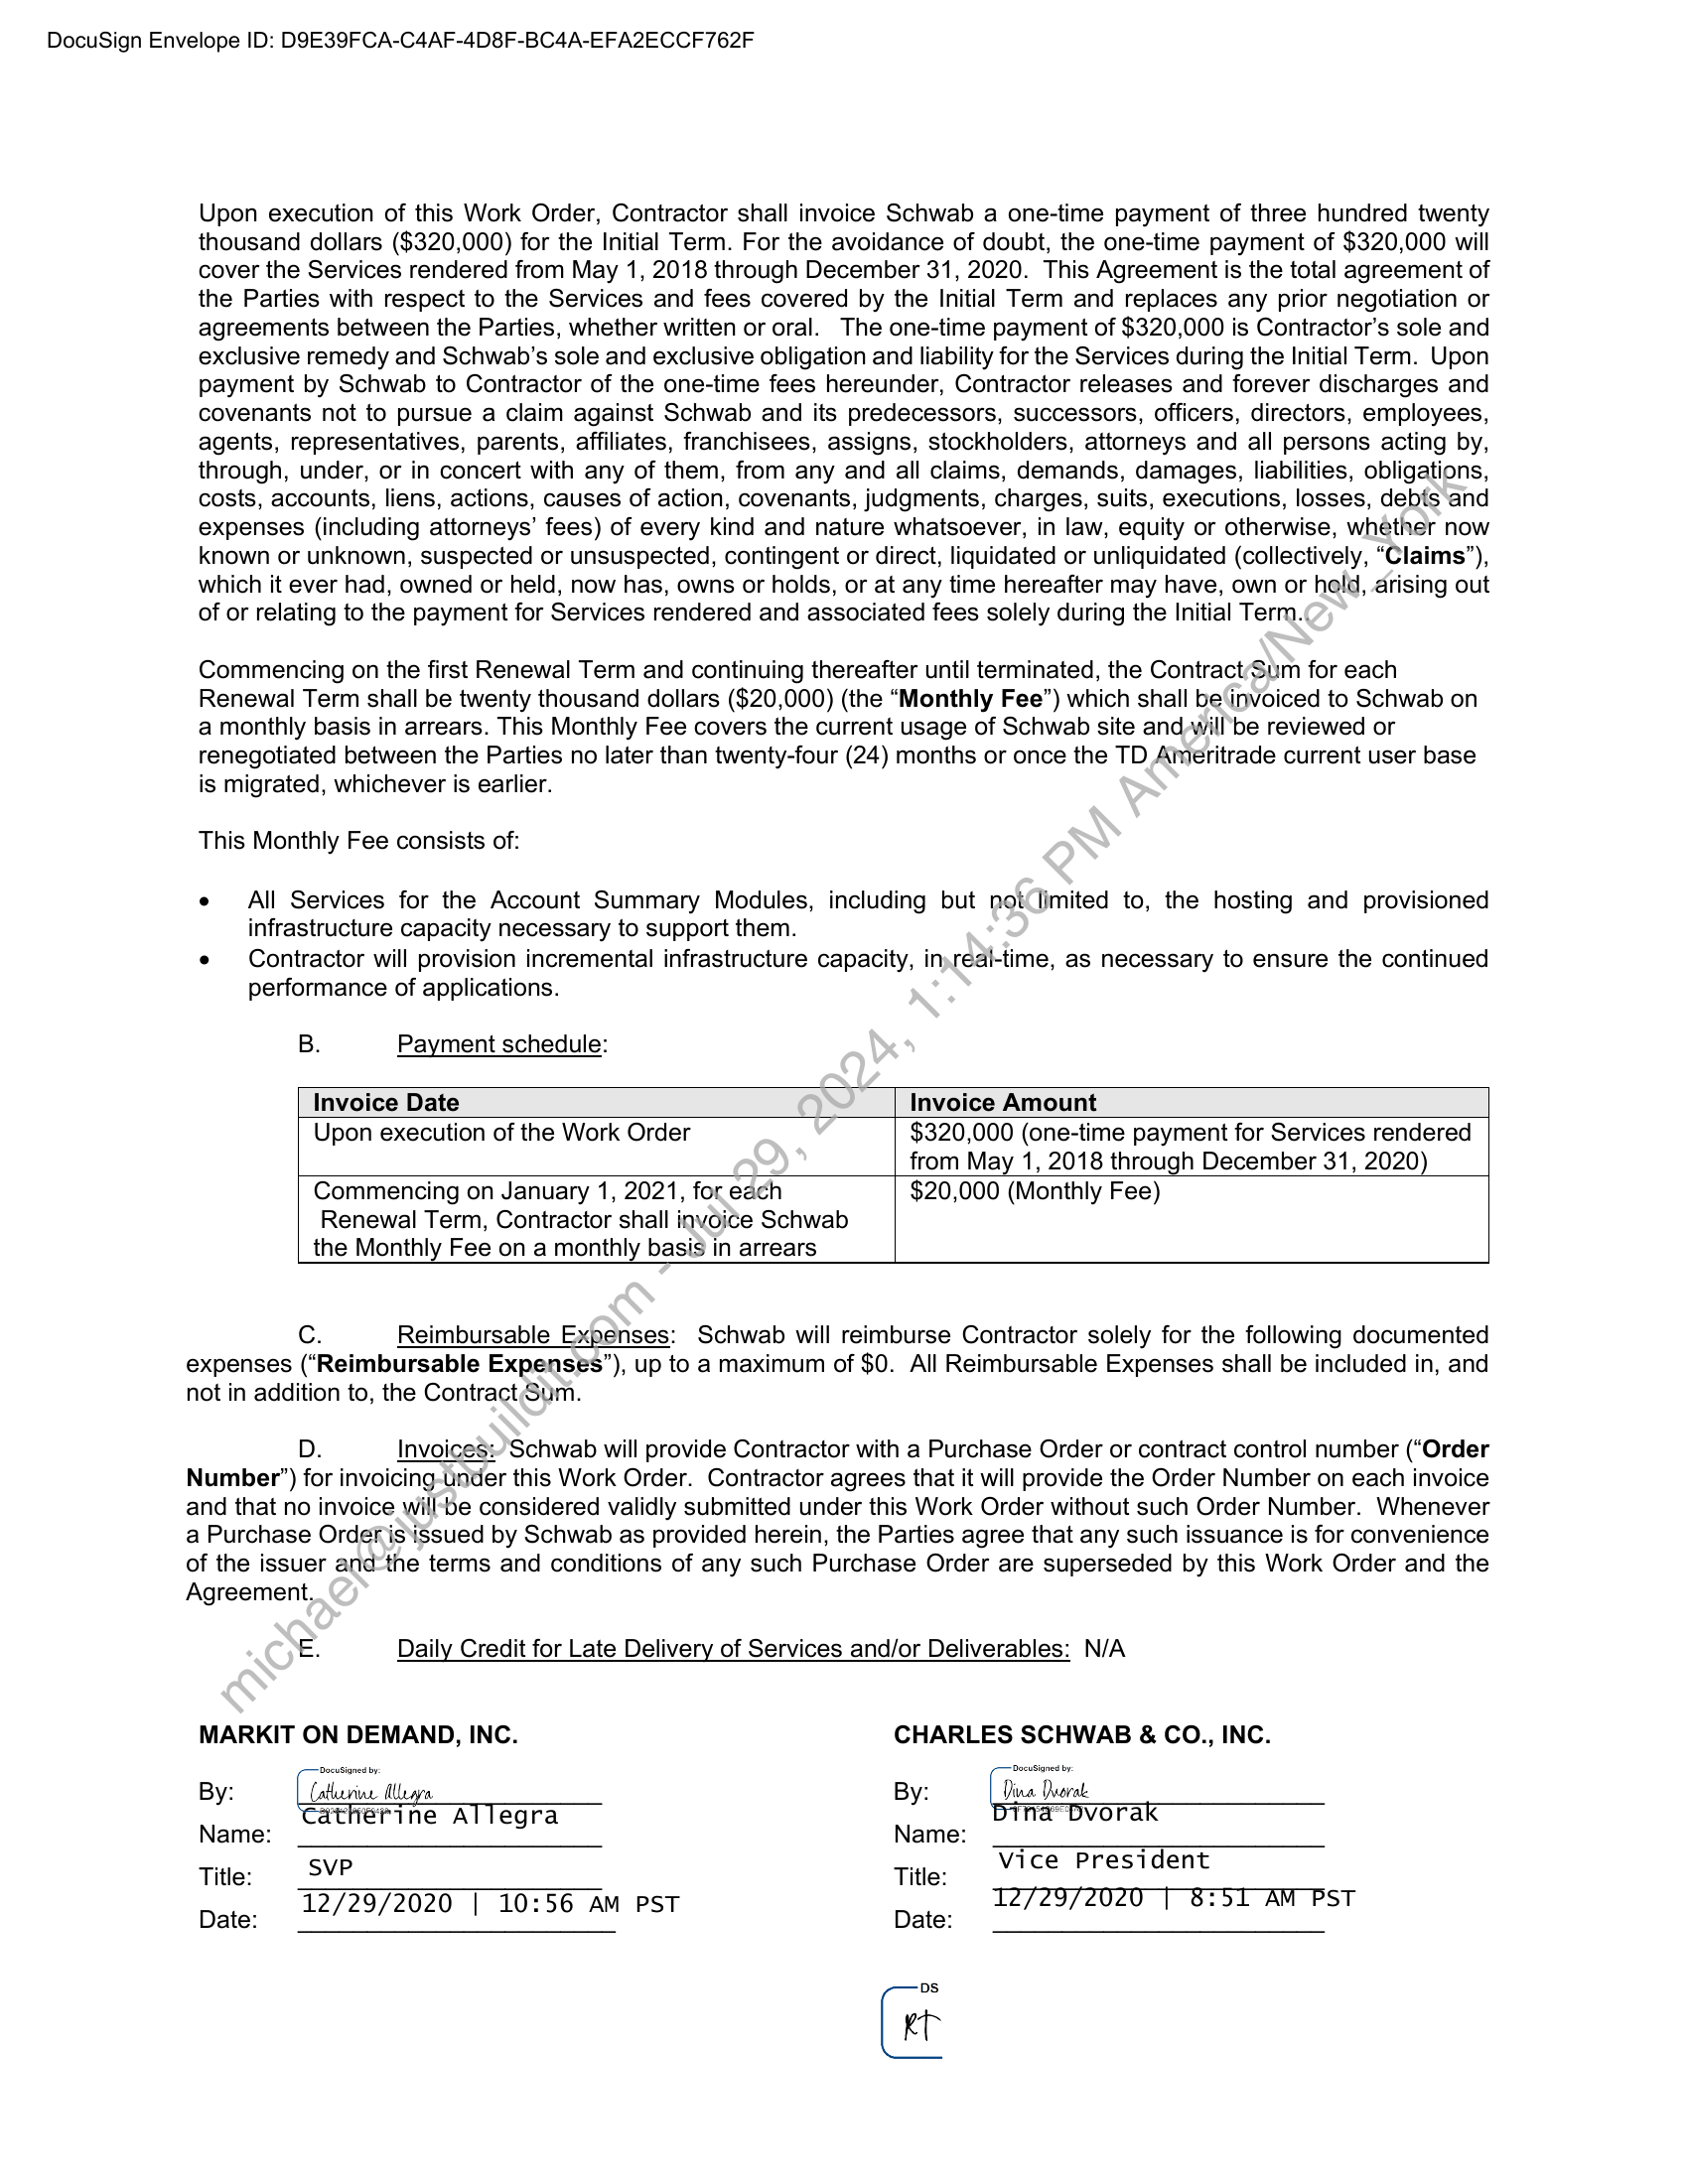 DocuSign Envelope ID: D9E39FCA-C4AF-4D8F-BC4A-EFA2ECCF762F
Upon execution of this Work Order, Contractor shall invoice Schwab a one-time payment of three hundred twenty
thousand dollars ($320,000) for the Initial Term. For the avoidance of doubt, the one-time payment of $320,000 will
cover the Services rendered from May 1, 2018 through December 31, 2020.  This Agreement is the total agreement of
the Parties with respect to the Services and fees covered by the Initial Term and replaces any prior negotiation or
agreements between the Parties, whether written or oral.   The one-time payment of $320,000 is Contractor’s sole and
exclusive remedy and Schwab’s sole and exclusive obligation and liability for the Services during the Initial Term.  Upon
payment by Schwab to Contractor of the one-time fees hereunder, Contractor releases and forever discharges and
covenants not to pursue a claim against Schwab and its predecessors, successors, officers, directors, employees,
agents, representatives, parents, affiliates, franchisees, assigns, stockholders, attorneys and all persons acting by,
through, under, or in concert with any of them, from any and all claims, demands, damages, liabilities, obligations,
costs, accounts, liens, actions, causes of action, covenants, judgments, charges, suits, executions, losses, debts and
expenses (including attorneys’ fees) of every kind and nature whatsoever, in law, equity or otherwise, whether now
known or unknown, suspected or unsuspected, contingent or direct, liquidated or unliquidated (collectively, “Claims”),
which it ever had, owned or held, now has, owns or holds, or at any time hereafter may have, own or hold, arising out
of or relating to the payment for Services rendered and associated fees solely during the Initial Term..
Commencing on the first Renewal Term and continuing thereafter until terminated, the Contract Sum for each
Renewal Term shall be twenty thousand dollars ($20,000) (the “Monthly Fee”) which shall be invoiced to Schwab on
a monthly basis in arrears. This Monthly Fee covers the current usage of Schwab site and will be reviewed or
renegotiated between the Parties no later than twenty-four (24) months or once the TD Ameritrade current user base
is migrated, whichever is earlier.
This Monthly Fee consists of:
• All Services for the Account Summary Modules, including but not limited to, the hosting and provisioned
infrastructure capacity necessary to support them.
• Contractor will provision incremental infrastructure capacity, in real-time, as necessary to ensure the continued
performance of applications.
B. Payment schedule:
Invoice Date Invoice Amount
Upon execution of the Work Order $320,000 (one-time payment for Services rendered
from May 1, 2018 through December 31, 2020)
Commencing on January 1, 2021, for each $20,000 (Monthly Fee)
Renewal Term, Contractor shall invoice Schwab
the Monthly Fee on a monthly basis in arrears
C. Reimbursable Expenses:  Schwab will reimburse Contractor solely for the following documented
expenses (“Reimbursable Expenses”), up to a maximum of $0.  All Reimbursable Expenses shall be included in, and
not in addition to, the Contract Sum.
D. Invoices:  Schwab will provide Contractor with a Purchase Order or contract control number (“Order
Number”) for invoicing under this Work Order.  Contractor agrees that it will provide the Order Number on each invoice
and that no invoice will be considered validly submitted under this Work Order without such Order Number.  Whenever
a Purchase Order is issued by Schwab as provided herein, the Parties agree that any such issuance is for convenience
of the issuer and the terms and conditions of any such Purchase Order are superseded by this Work Order and the
Agreement.
E. Daily Credit for Late Delivery of Services and/or Deliverables:  N/A
MARKIT ON DEMAND, INC. CHARLES SCHWAB & CO., INC.
DocuSigned by: DocuSigned by:
By: Catherine Allegra By: Dina Dvorak
Name: Catherine Allegra Name: Dina Dvorak
Title: SVP Title: Vice President
Date: 12/29/2020 | 10:56 AM PST Date: 12/29/2020 | 8:51 AM PST
DS
RT
michael@justbuildit.com - Jul 29, 2024, 1:14:36 PM America/New_York